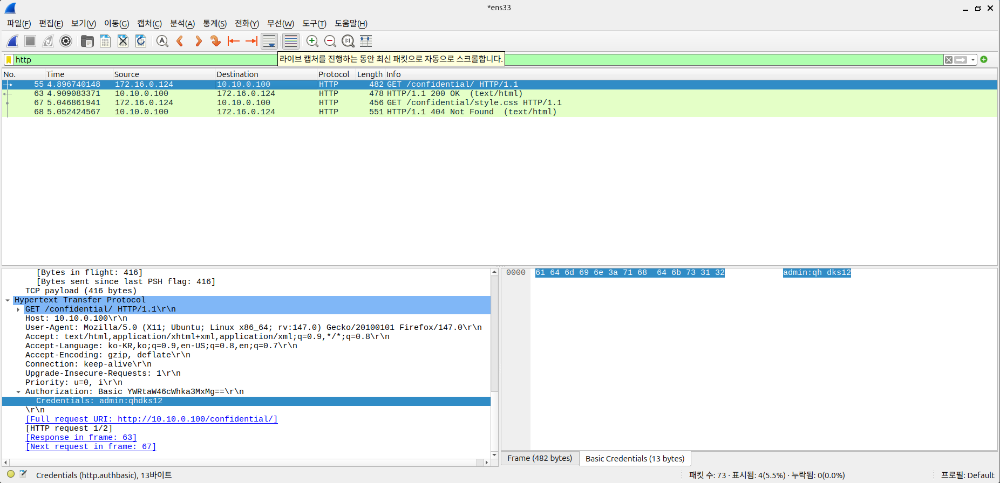 *ens33
파일(F) 편집(E) 보기(V) 이동(G) 캡처(C) 분석(A) 통계(S) 전화(Y) 무선(W) 도구(T) 도움말(H)
http
라이브 캡처를 진행하는 동안 최신 패킷으로 자동으로 스크롤합니다.
No. Time Source Destination Protocol Length Info
55 4.896740148 172.16.0.124 10.10.0.100 HTTP 482 GET /confidential/ HTTP/1.1
63 4.909083371 10.10.0.100 172.16.0.124 HTTP 478 HTTP/1.1 200 OK  (text/html)
67 5.046861941 172.16.0.124 10.10.0.100 HTTP 456 GET /confidential/style.css HTTP/1.1
68 5.052424567 10.10.0.100 172.16.0.124 HTTP 551 HTTP/1.1 404 Not Found  (text/html)
[Bytes in flight: 416]
[Bytes sent since last PSH flag: 416]
TCP payload (416 bytes)
Hypertext Transfer Protocol
GET /confidential/ HTTP/1.1\r\n
Host: 10.10.0.100\r\n
User-Agent: Mozilla/5.0 (X11; Ubuntu; Linux x86_64; rv:147.0) Gecko/20100101 Firefox/147.0\r\n
Accept: text/html,application/xhtml+xml,application/xml;q=0.9,*/*;q=0.8\r\n
Accept-Language: ko-KR,ko;q=0.9,en-US;q=0.8,en;q=0.7\r\n
Accept-Encoding: gzip, deflate\r\n
Connection: keep-alive\r\n
Upgrade-Insecure-Requests: 1\r\n
Priority: u=0, i\r\n
Authorization: Basic YWRtaW46cWhka3MxMg==\r\n
Credentials: admin:qhdks12
\r\n
[Full request URI: http://10.10.0.100/confidential/]
[HTTP request 1/2]
[Response in frame: 63]
[Next request in frame: 67]
0000 61 64 6d 69 6e 3a 71 68  64 6b 73 31 32 admin:qh dks12
Frame (482 bytes) Basic Credentials (13 bytes)
Credentials (http.authbasic), 13바이트
패킷 수: 73 · 표시됨: 4(5.5%) · 누락됨: 0(0.0%)
프로필: Default